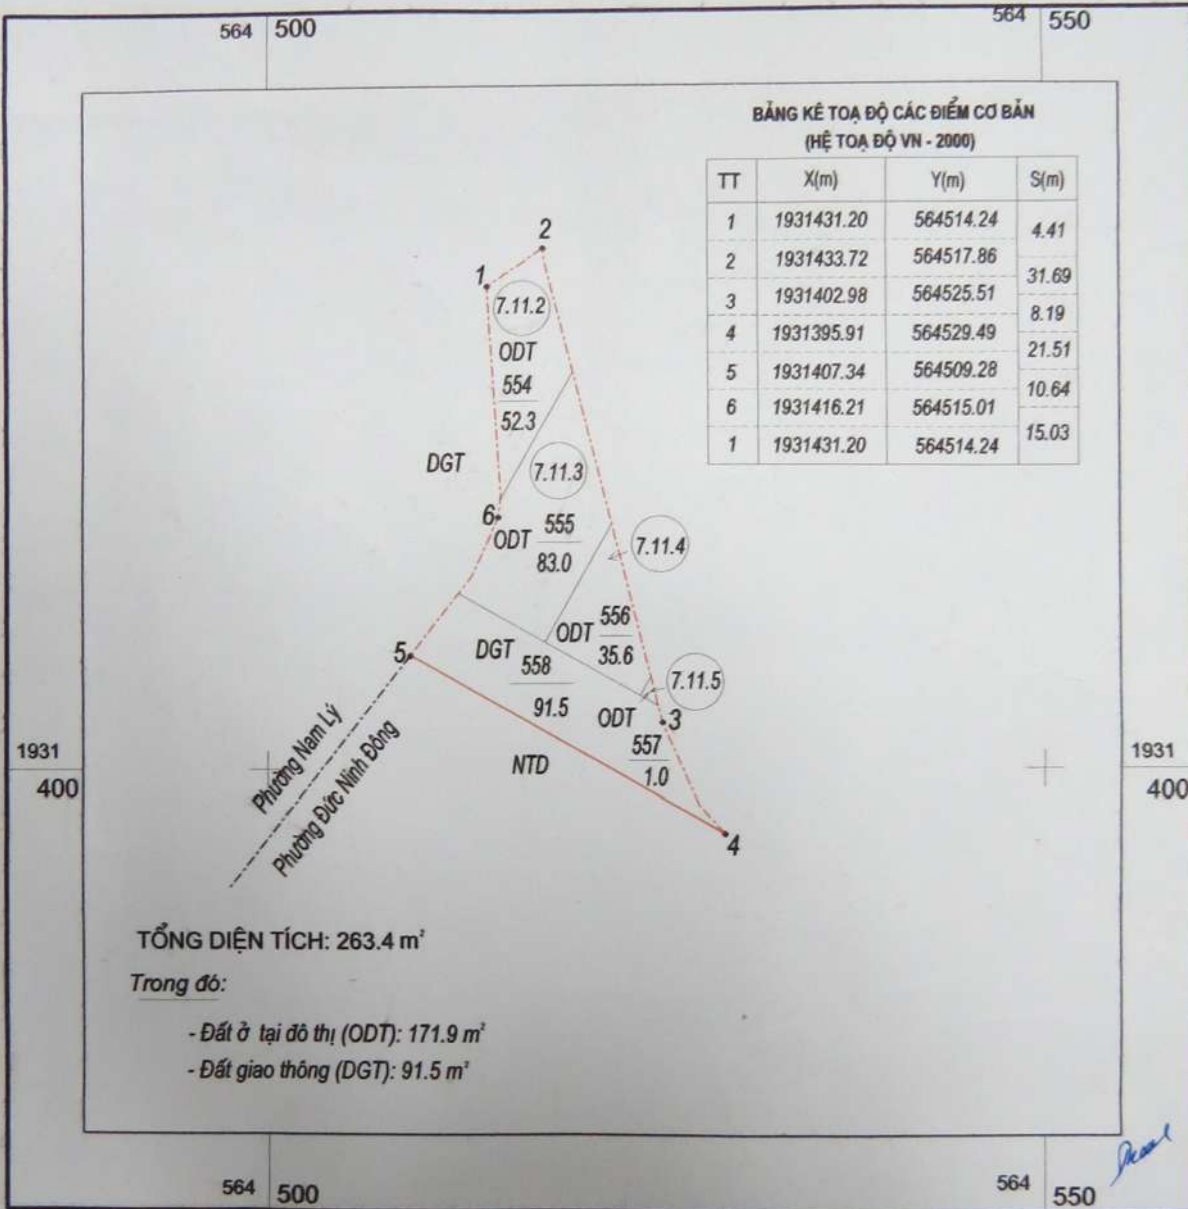 564 500
564 550
BẢNG KÊ TOẠ ĐỘ CÁC ĐIỂM CƠ BẢN
(HỆ TOẠ ĐỘ VN - 2000)
TT X(m) Y(m) S(m)
1 1931431.20 564514.24
4.41
2 1931433.72 564517.86
31.69
3 1931402.98 564525.51
8.19
4 1931395.91 564529.49
21.51
5 1931407.34 564509.28
10.64
6 1931416.21 564515.01
15.03
1 1931431.20 564514.24
2
1
7.11.2
ODT
554
52.3
DGT
7.11.3
6
ODT 555
83.0
7.11.4
ODT 556
35.6
5
DGT 558
91.5
7.11.5
ODT
3
557
1.0
NTD
4
Phường Nam Lý
Phường Đức Ninh Đông
1931
400
1931
400
TỔNG DIỆN TÍCH: 263.4 m²
Trong đó:
- Đất ở tại đô thị (ODT): 171.9 m²
- Đất giao thông (DGT): 91.5 m²
564 500
564 550